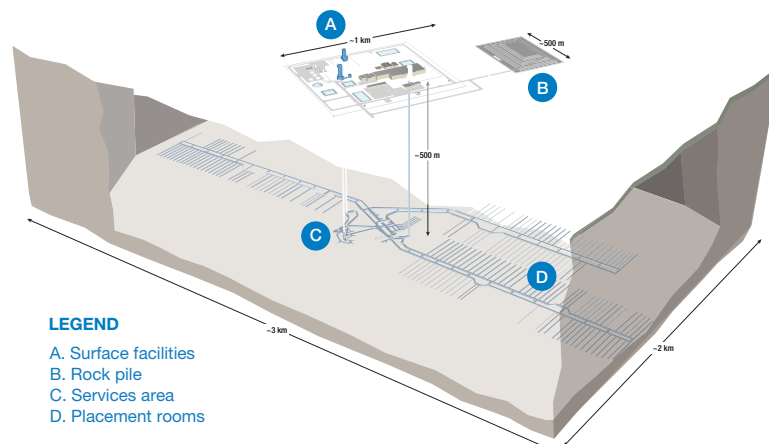 A
~1 km
~500 m
B
~500 m
C
D
~3 km
~2 km
LEGEND
A. Surface facilities
B. Rock pile
C. Services area
D. Placement rooms